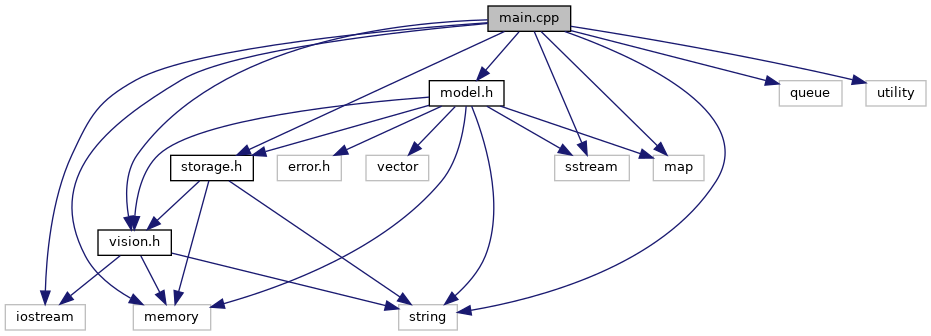 main.cpp
model.h
queue
utility
storage.h
error.h
vector
sstream
map
vision.h
iostream
memory
string